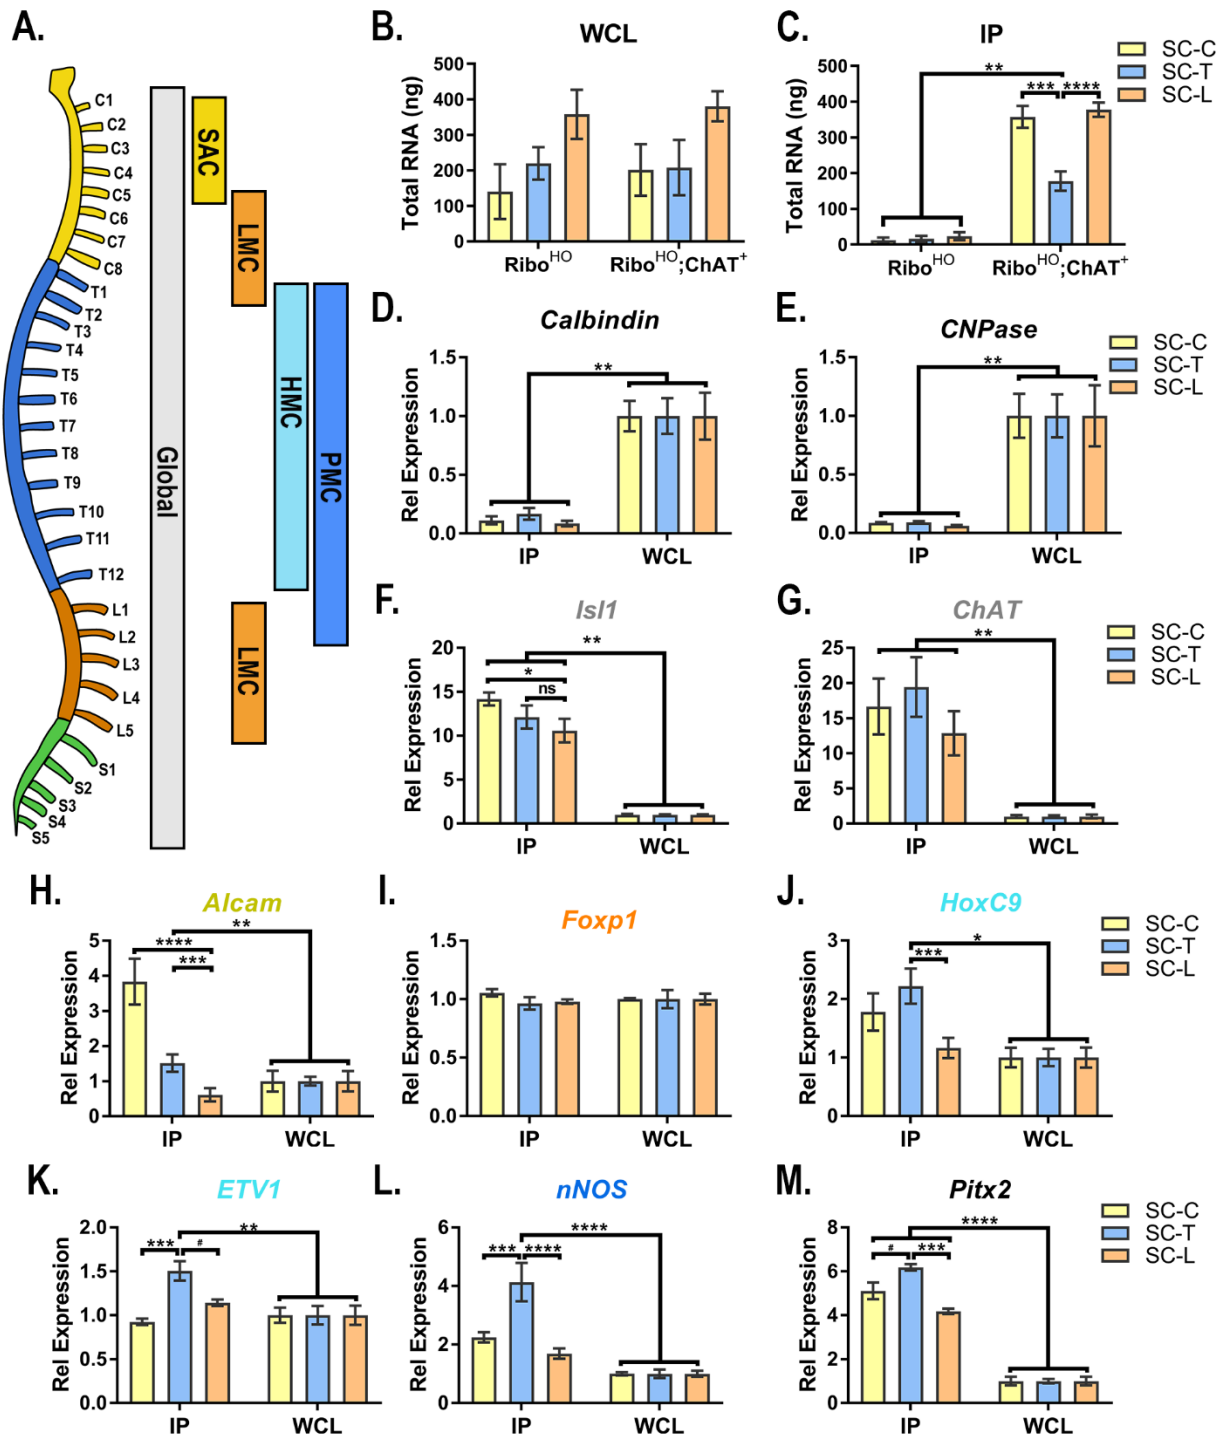 A.
C1
C2
C3
C4
C5
C6
C7
C8
T1
T2
T3
T4
T5
T6
T7
T8
T9
T10
T11
T12
L1
L2
L3
L4
L5
S1
S2
S3
S4
S5
Global
SAC
LMC
HMC
PMC
LMC
B.
WCL
Total RNA (ng)
500
400
300
200
100
0
Ribo^HO
Ribo^HO;ChAT^+
C.
IP
Total RNA (ng)
500
400
300
200
100
0
**
*** ****
Ribo^HO
Ribo^HO;ChAT^+
SC-C
SC-T
SC-L
D.
Calbindin
Rel Expression
1.5
1.0
0.5
0.0
**
IP
WCL
E.
CNPase
Rel Expression
1.5
1.0
0.5
0.0
**
IP
WCL
SC-C
SC-T
SC-L
F.
Isl1
Rel Expression
20
15
10
5
0
**
*
ns
IP
WCL
G.
ChAT
Rel Expression
25
20
15
10
5
0
**
IP
WCL
SC-C
SC-T
SC-L
H.
Alcam
Rel Expression
5
4
3
2
1
0
**
****
***
IP
WCL
I.
Foxp1
Rel Expression
1.5
1.0
0.5
0.0
IP
WCL
J.
HoxC9
Rel Expression
3
2
1
0
*
***
IP
WCL
SC-C
SC-T
SC-L
K.
ETV1
Rel Expression
2.0
1.5
1.0
0.5
0.0
**
*** #
IP
WCL
L.
nNOS
Rel Expression
6
4
2
0
****
*** ****
IP
WCL
M.
Pitx2
Rel Expression
8
6
4
2
0
****
# ***
IP
WCL
SC-C
SC-T
SC-L